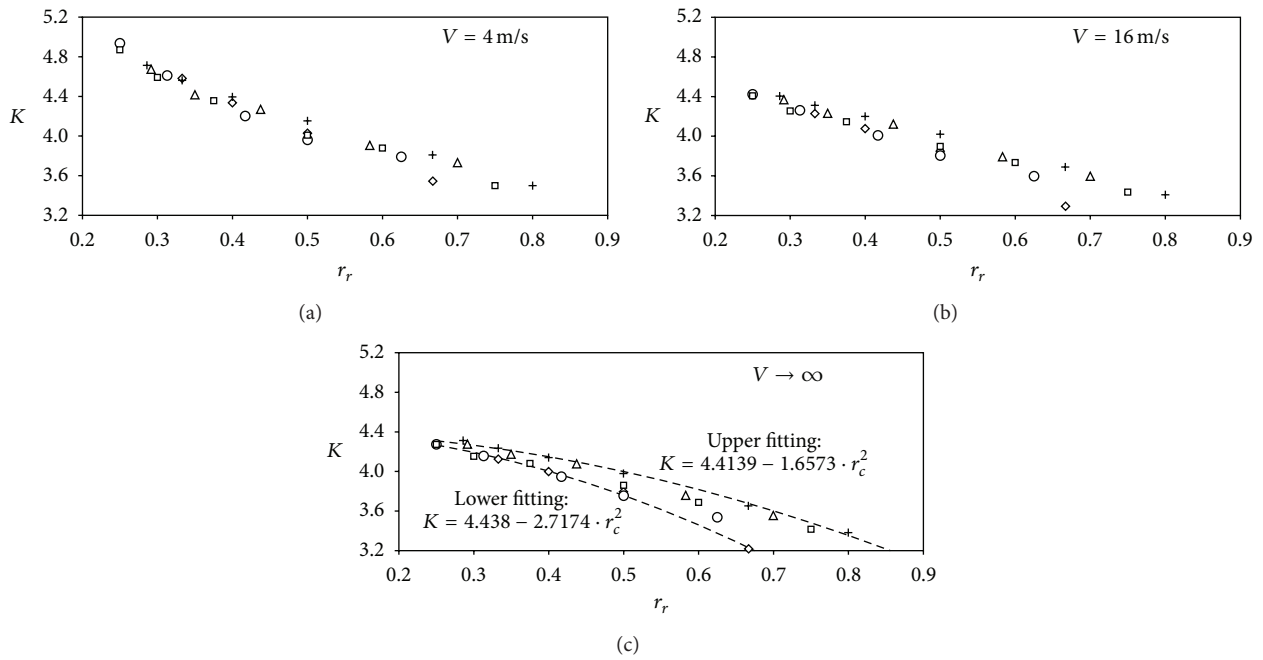 5.2
4.8
4.4
4.0
3.6
3.2
K
V = 4 m/s
0.2 0.3 0.4 0.5 0.6 0.7 0.8 0.9
r_r
(a)
5.2
4.8
4.4
4.0
3.6
3.2
K
V = 16 m/s
0.2 0.3 0.4 0.5 0.6 0.7 0.8 0.9
r_r
(b)
5.2
4.8
4.4
4.0
3.6
3.2
K
V → ∞
Upper fitting:
K = 4.4139 − 1.6573 · r_c^2
Lower fitting:
K = 4.438 − 2.7174 · r_c^2
0.2 0.3 0.4 0.5 0.6 0.7 0.8 0.9
r_r
(c)